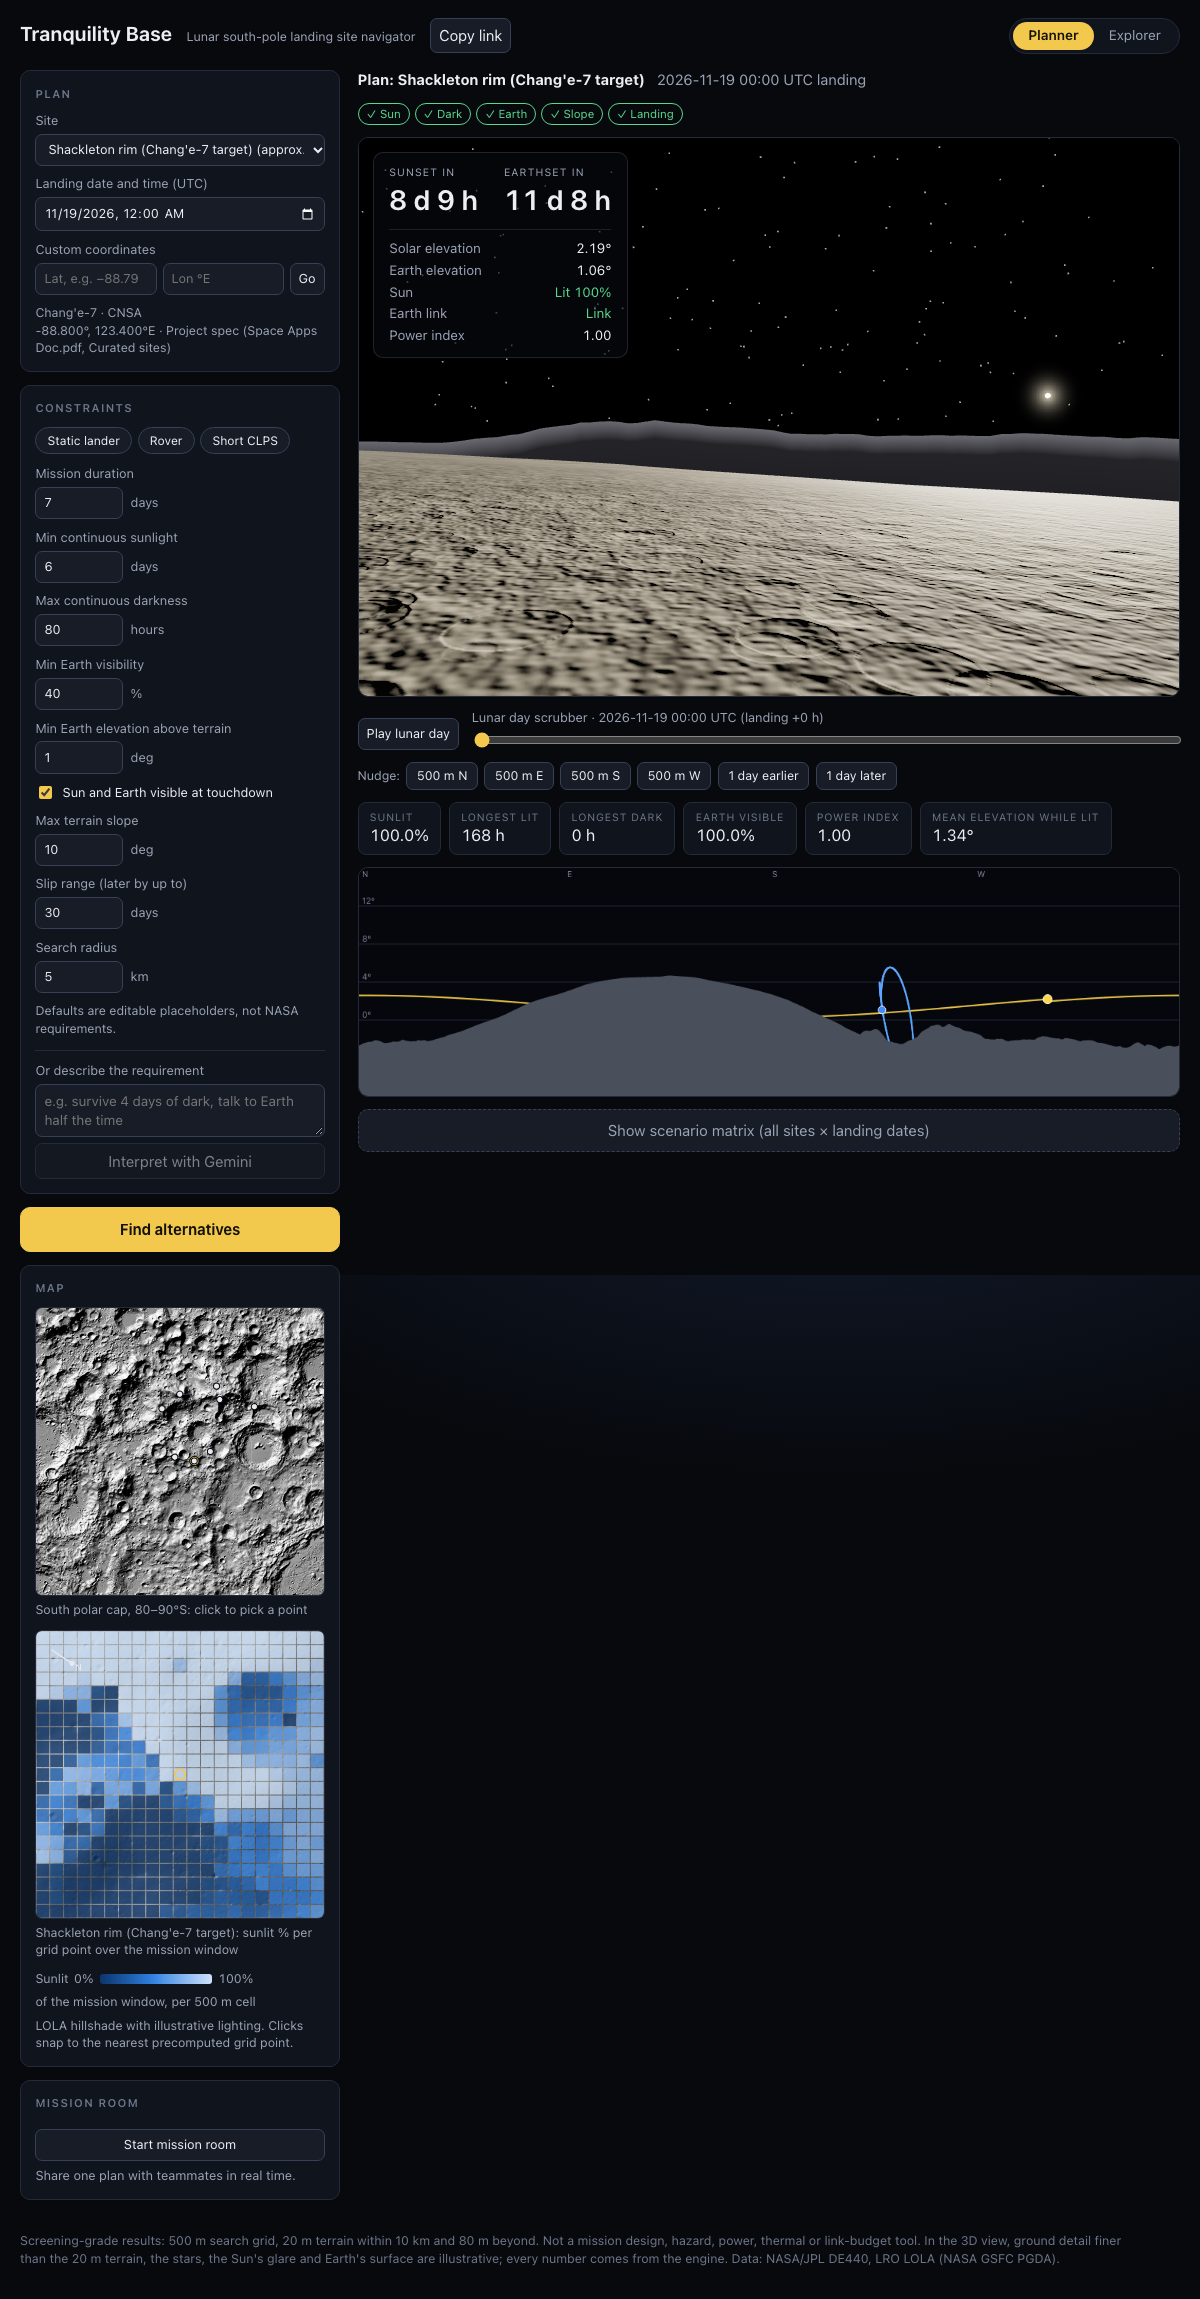 Tranquility Base
Lunar south-pole landing site navigator
Copy link
Planner
Explorer
PLAN
Site
Shackleton rim (Chang'e-7 target) (approx.
Landing date and time (UTC)
11/19/2026, 12:00 AM
Custom coordinates
Lat, e.g. −88.79
Lon °E
Go
Chang'e-7 · CNSA
-88.800°, 123.400°E · Project spec (Space Apps
Doc.pdf, Curated sites)
CONSTRAINTS
Static lander
Rover
Short CLPS
Mission duration
7 days
Min continuous sunlight
6 days
Max continuous darkness
80 hours
Min Earth visibility
40 %
Min Earth elevation above terrain
1 deg
Sun and Earth visible at touchdown
Max terrain slope
10 deg
Slip range (later by up to)
30 days
Search radius
5 km
Defaults are editable placeholders, not NASA
requirements.
Or describe the requirement
e.g. survive 4 days of dark, talk to Earth
half the time
Interpret with Gemini
Find alternatives
MAP
South polar cap, 80–90°S: click to pick a point
Shackleton rim (Chang'e-7 target): sunlit % per
grid point over the mission window
Sunlit 0% 100%
of the mission window, per 500 m cell
LOLA hillshade with illustrative lighting. Clicks
snap to the nearest precomputed grid point.
MISSION ROOM
Start mission room
Share one plan with teammates in real time.
Plan: Shackleton rim (Chang'e-7 target) 2026-11-19 00:00 UTC landing
✓ Sun
✓ Dark
✓ Earth
✓ Slope
✓ Landing
SUNSET IN
8 d 9 h
EARTHSET IN
11 d 8 h
Solar elevation 2.19°
Earth elevation 1.06°
Sun Lit 100%
Earth link Link
Power index 1.00
Play lunar day
Lunar day scrubber · 2026-11-19 00:00 UTC (landing +0 h)
Nudge:
500 m N
500 m E
500 m S
500 m W
1 day earlier
1 day later
SUNLIT
100.0%
LONGEST LIT
168 h
LONGEST DARK
0 h
EARTH VISIBLE
100.0%
POWER INDEX
1.00
MEAN ELEVATION WHILE LIT
1.34°
N E S W
12°
8°
4°
0°
Show scenario matrix (all sites × landing dates)
Screening-grade results: 500 m search grid, 20 m terrain within 10 km and 80 m beyond. Not a mission design, hazard, power, thermal or link-budget tool. In the 3D view, ground detail finer
than the 20 m terrain, the stars, the Sun's glare and Earth's surface are illustrative; every number comes from the engine. Data: NASA/JPL DE440, LRO LOLA (NASA GSFC PGDA).